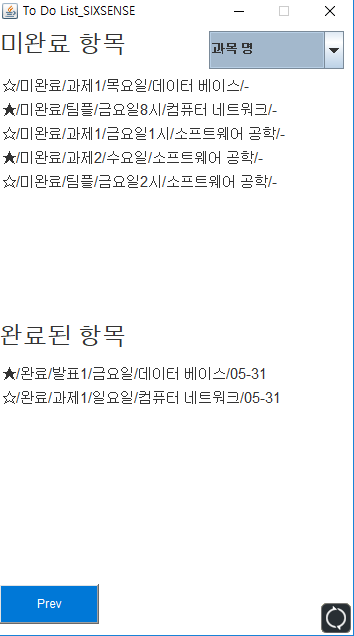 To Do List_SIXSENSE
미완료 항목
과목 명
☆/미완료/과제1/목요일/데이터 베이스/-
★/미완료/팀플/금요일8시/컴퓨터 네트워크/-
☆/미완료/과제1/금요일1시/소프트웨어 공학/-
★/미완료/과제2/수요일/소프트웨어 공학/-
☆/미완료/팀플/금요일2시/소프트웨어 공학/-
완료된 항목
★/완료/발표1/금요일/데이터 베이스/05-31
☆/완료/과제1/일요일/컴퓨터 네트워크/05-31
Prev